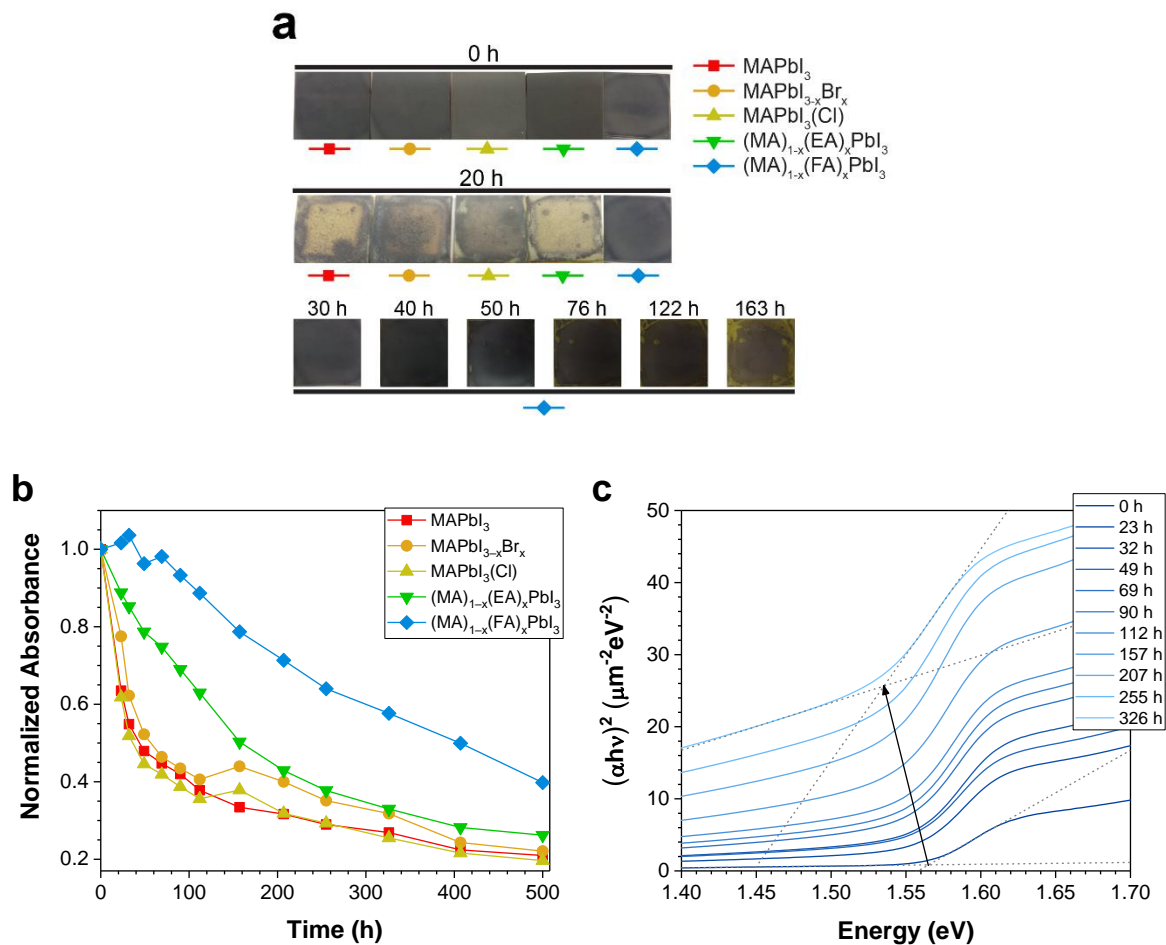 a
0 h
MAPbI₃
MAPbI₃₋ₓBrₓ
MAPbI₃(Cl)
(MA)₁₋ₓ(EA)ₓPbI₃
(MA)₁₋ₓ(FA)ₓPbI₃
20 h
30 h 40 h 50 h 76 h 122 h 163 h
b
MAPbI₃
MAPbI₃₋ₓBrₓ
MAPbI₃(Cl)
(MA)₁₋ₓ(EA)ₓPbI₃
(MA)₁₋ₓ(FA)ₓPbI₃
1.0
0.8
0.6
0.4
0.2
0 100 200 300 400 500
Normalized Absorbance
Time (h)
c
0 h
23 h
32 h
49 h
69 h
90 h
112 h
157 h
207 h
255 h
326 h
50
40
30
20
10
0
1.40 1.45 1.50 1.55 1.60 1.65 1.70
(αhν)² (μm⁻²eV⁻²)
Energy (eV)